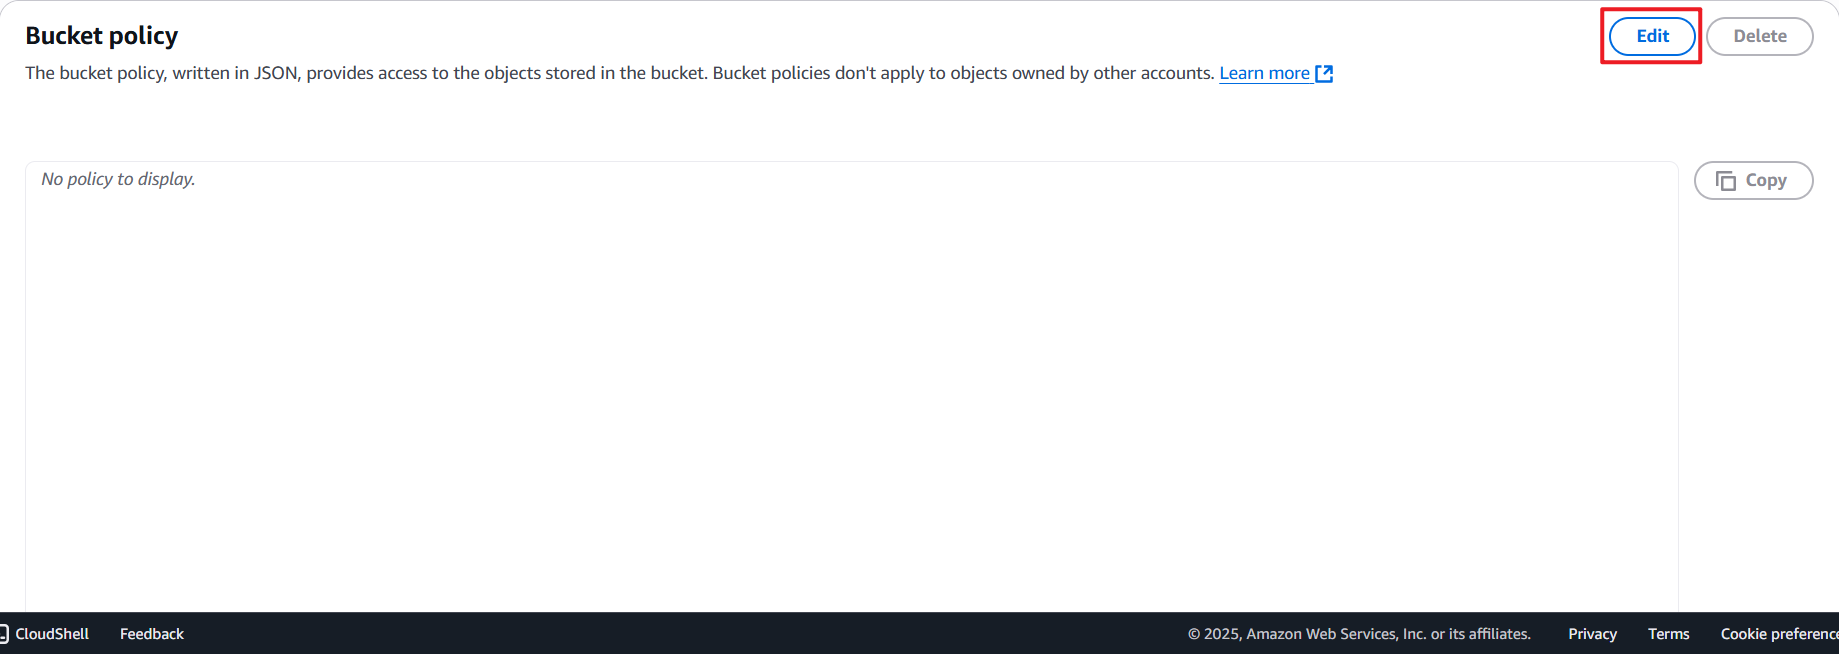 Bucket policy
Edit
Delete
The bucket policy, written in JSON, provides access to the objects stored in the bucket. Bucket policies don't apply to objects owned by other accounts. Learn more
No policy to display.
Copy
CloudShell
Feedback
© 2025, Amazon Web Services, Inc. or its affiliates.
Privacy
Terms
Cookie preference